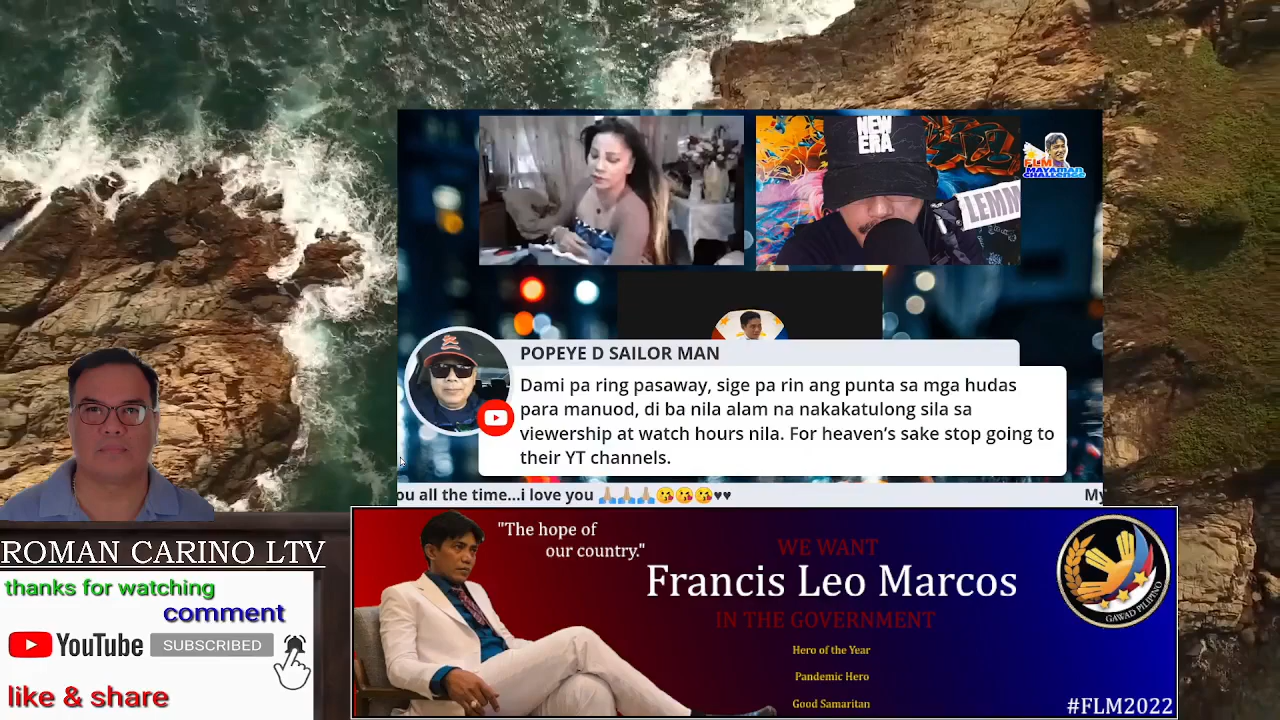 NEW
ERA
LEMM
FLM
MAYAMAN
CHALLENGE
POPEYE D SAILOR MAN
Dami pa ring pasaway, sige pa rin ang punta sa mga hudas
para manuod, di ba nila alam na nakakatulong sila sa
viewership at watch hours nila. For heaven’s sake stop going to
their YT channels.
ou all the time...i love you 🙏🏼🙏🏼🙏🏼😘😘😘♥♥ My
ROMAN CARINO LTV
thanks for watching
comment
YouTube SUBSCRIBED
like & share
"The hope of
our country."
WE WANT
Francis Leo Marcos
IN THE GOVERNMENT
Hero of the Year
Pandemic Hero
Good Samaritan
GAWAD PILIPINO
#FLM2022